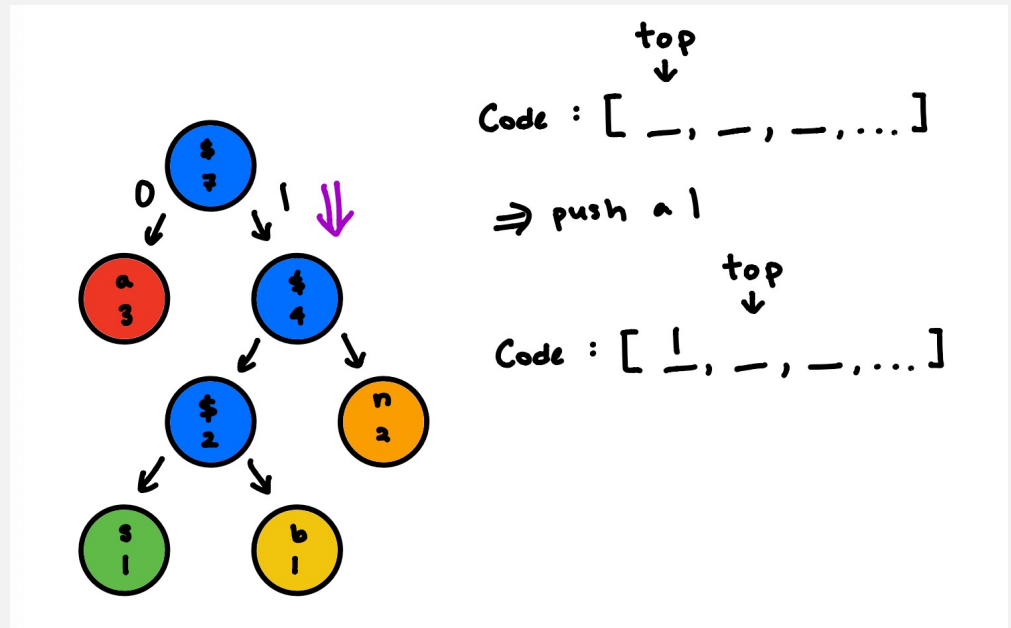 $
7
0
1
a
3
$
4
$
2
n
2
s
1
b
1
top
Code : [ _, _, _, ... ]
⇒ push a 1
top
Code : [ 1, _, _, ... ]